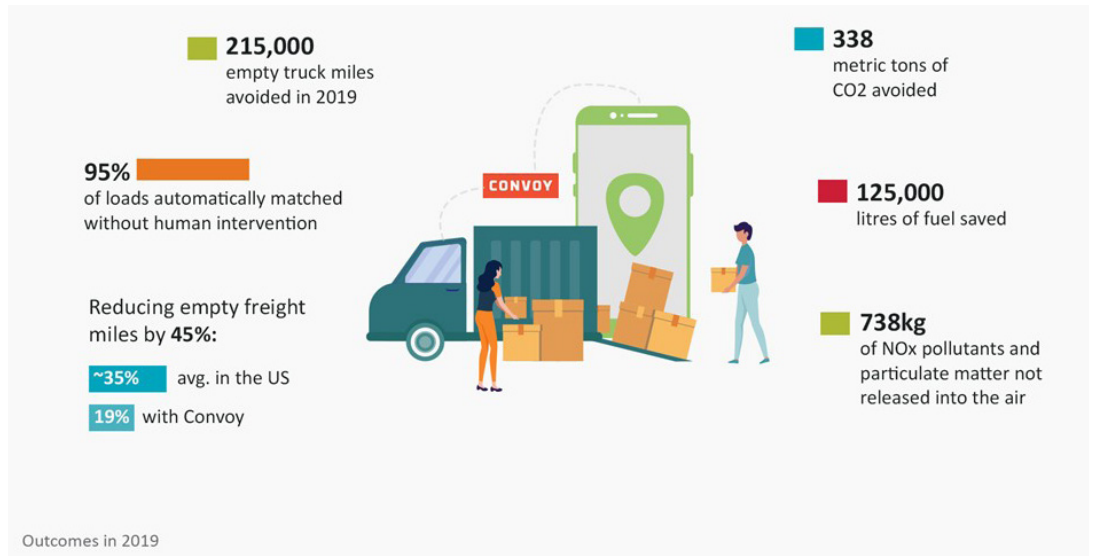 215,000
empty truck miles
avoided in 2019
95%
of loads automatically matched
without human intervention
Reducing empty freight
miles by 45%:
~35% avg. in the US
19% with Convoy
CONVOY
338
metric tons of
CO2 avoided
125,000
litres of fuel saved
738kg
of NOx pollutants and
particulate matter not
released into the air
Outcomes in 2019